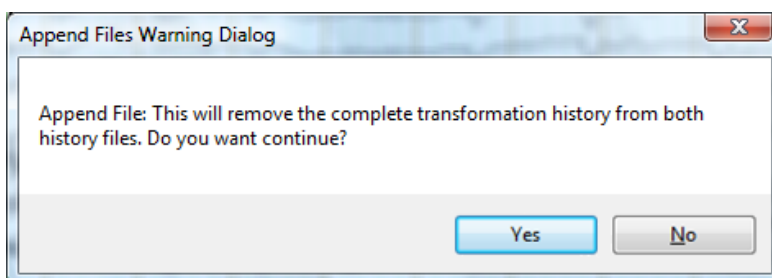 Append Files Warning Dialog
Append File: This will remove the complete transformation history from both
history files. Do you want continue?
Yes
No